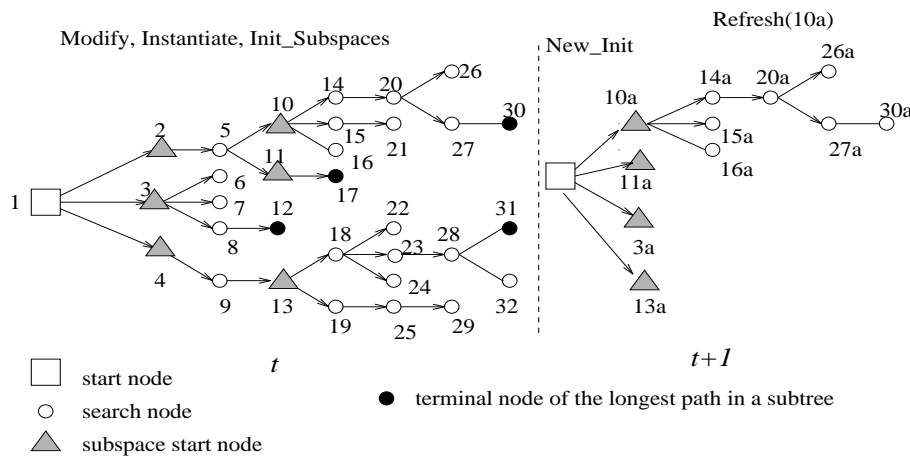 Modify, Instantiate, Init_Subspaces
New_Init
Refresh(10a)
26
26a
14
20
14a
20a
2
5
10
30
10a
30a
15
21
27
15a
27a
16
16a
11
11a
17
1
3
6
7
12
22
31
3a
8
18
23
28
4
24
9
13
32
13a
19
25
29
t
t+1
start node
search node
terminal node of the longest path in a subtree
subspace start node